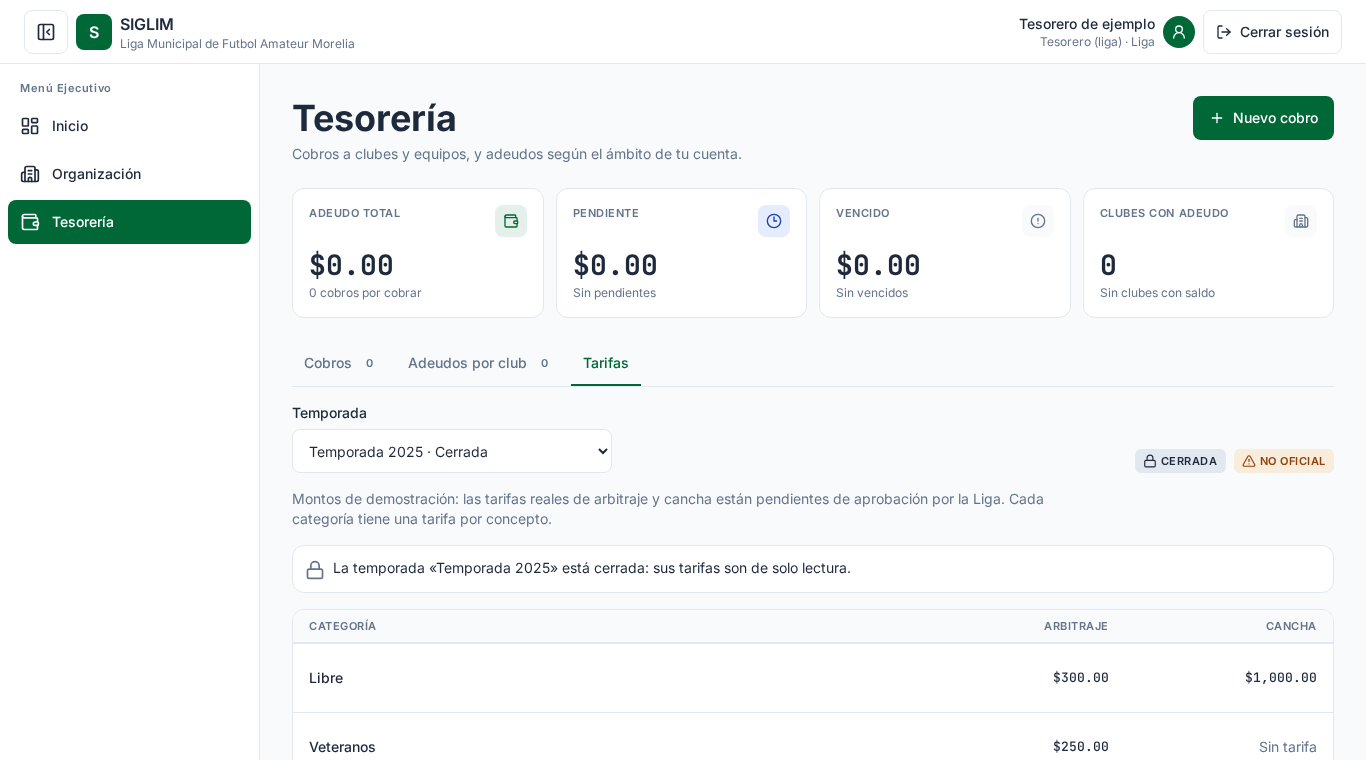 S
SIGLIM
Liga Municipal de Futbol Amateur Morelia
Tesorero de ejemplo
Tesorero (liga) · Liga
Cerrar sesión
Menú Ejecutivo
Inicio
Organización
Tesorería
Tesorería
Cobros a clubes y equipos, y adeudos según el ámbito de tu cuenta.
Nuevo cobro
ADEUDO TOTAL
$0.00
0 cobros por cobrar
PENDIENTE
$0.00
Sin pendientes
VENCIDO
$0.00
Sin vencidos
CLUBES CON ADEUDO
0
Sin clubes con saldo
Cobros 0
Adeudos por club 0
Tarifas
Temporada
Temporada 2025 · Cerrada
CERRADA
NO OFICIAL
Montos de demostración: las tarifas reales de arbitraje y cancha están pendientes de aprobación por la Liga. Cada
categoría tiene una tarifa por concepto.
La temporada «Temporada 2025» está cerrada: sus tarifas son de solo lectura.
CATEGORÍA ARBITRAJE CANCHA
Libre $300.00 $1,000.00
Veteranos $250.00 Sin tarifa